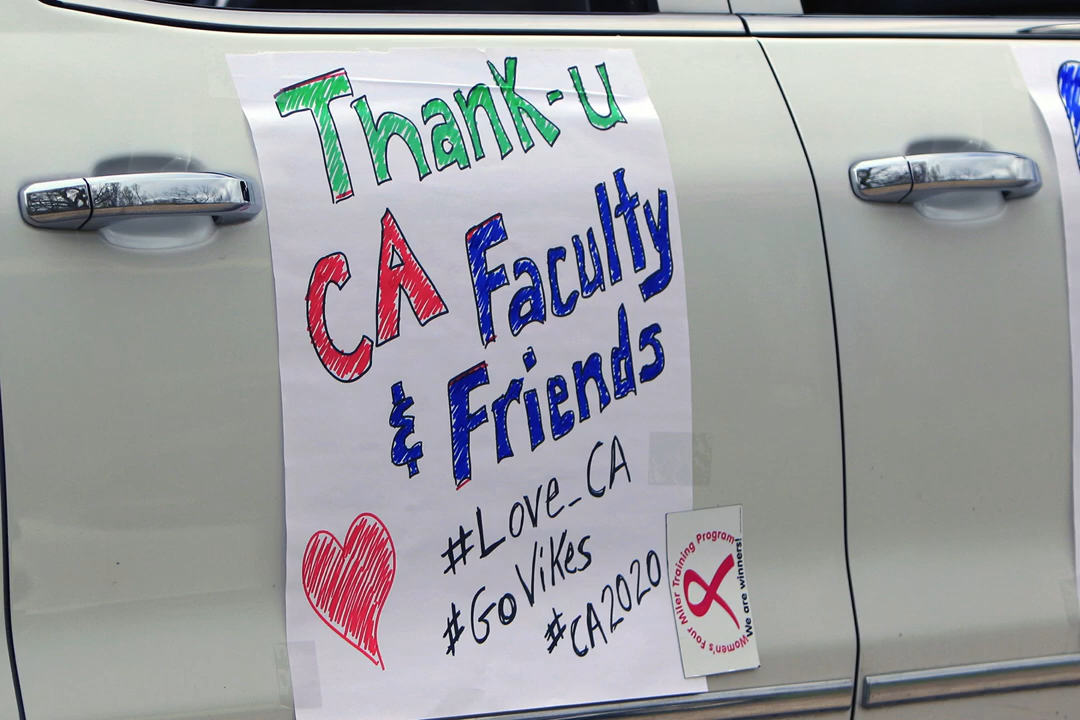 Thank-u
CA Faculty
& Friends
#Love_CA
#GoVikes
#CA2020
Women's Four Miler Training Program
We are winners!